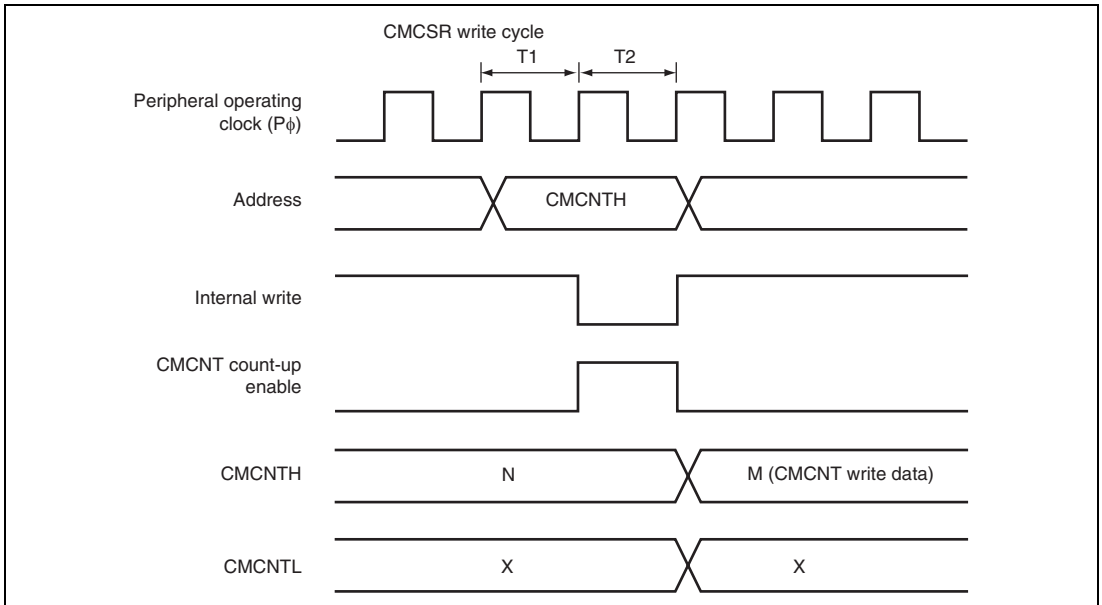 CMCSR write cycle
T1 T2
Peripheral operating
clock (Pϕ)
Address
CMCNTH
Internal write
CMCNT count-up
enable
CMCNTH
N
M (CMCNT write data)
CMCNTL
X
X